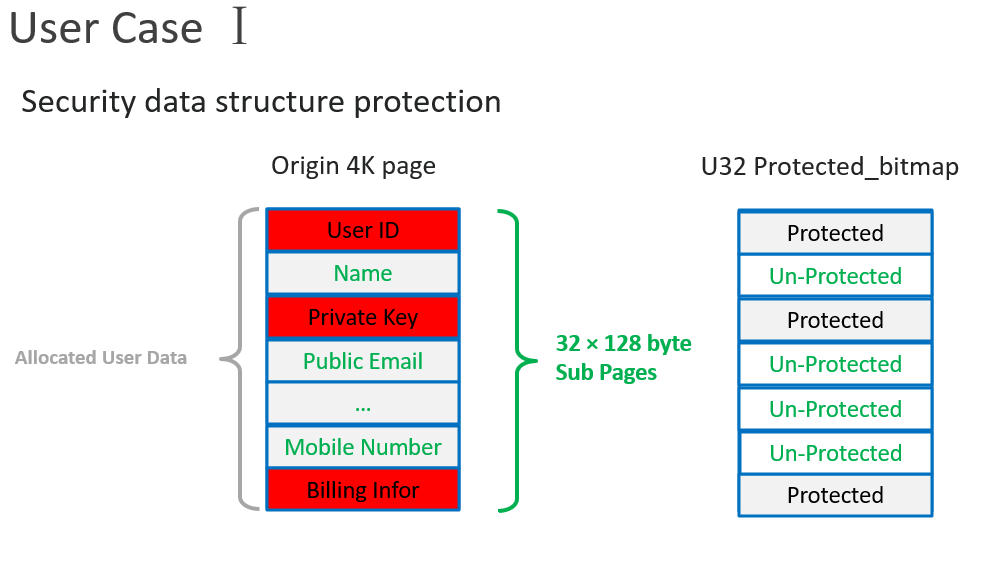 User Case I
Security data structure protection
Origin 4K page
U32 Protected_bitmap
Allocated User Data
User ID
Name
Private Key
Public Email
...
Mobile Number
Billing Infor
32 × 128 byte
Sub Pages
Protected
Un-Protected
Protected
Un-Protected
Un-Protected
Un-Protected
Protected